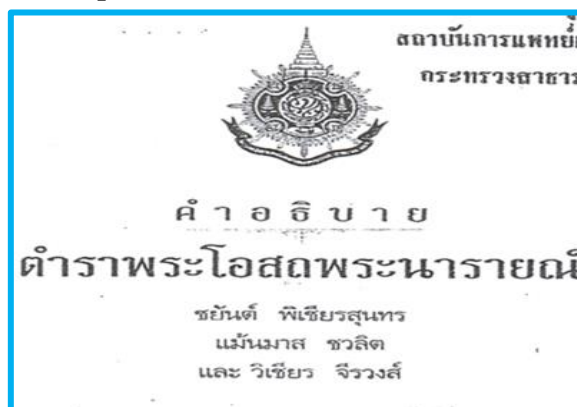 สถาบันการแพทย์
กระทรวงสาธาร
คำอธิบาย
ตำราพระโอสถพระนารายณ์
ชยันต์ พิเชียรสุนทร
แม้นมาส ชวลิต
และ วิเชียร จีรวงส์